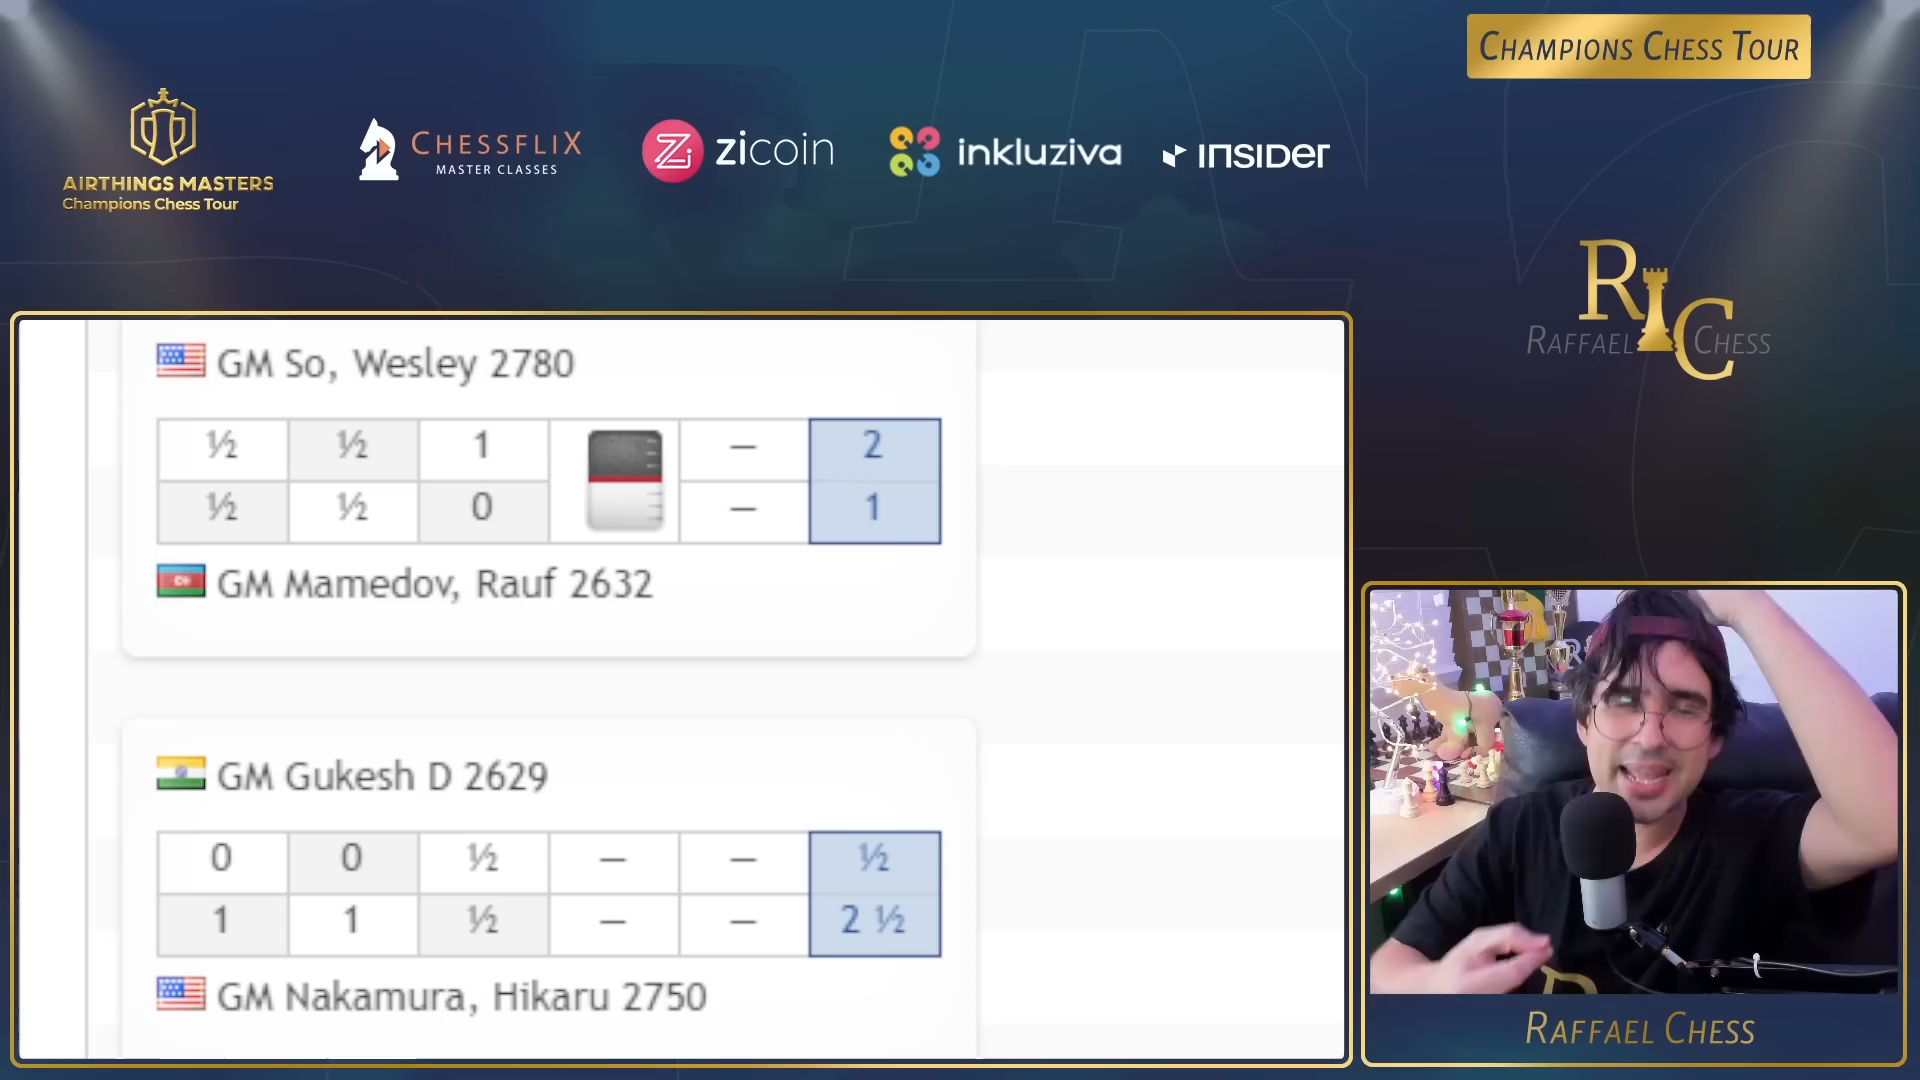 CHAMPIONS CHESS TOUR
AIRTHINGS MASTERS
Champions Chess Tour
CHESSFLIX
MASTER CLASSES
Zi zicoin
inkluziva
INSIDER
R C
RAFFAEL CHESS
GM So, Wesley 2780
½ ½ 1 — 2
½ ½ 0 — 1
GM Mamedov, Rauf 2632
GM Gukesh D 2629
0 0 ½ — — ½
1 1 ½ — — 2 ½
GM Nakamura, Hikaru 2750
RAFFAEL CHESS